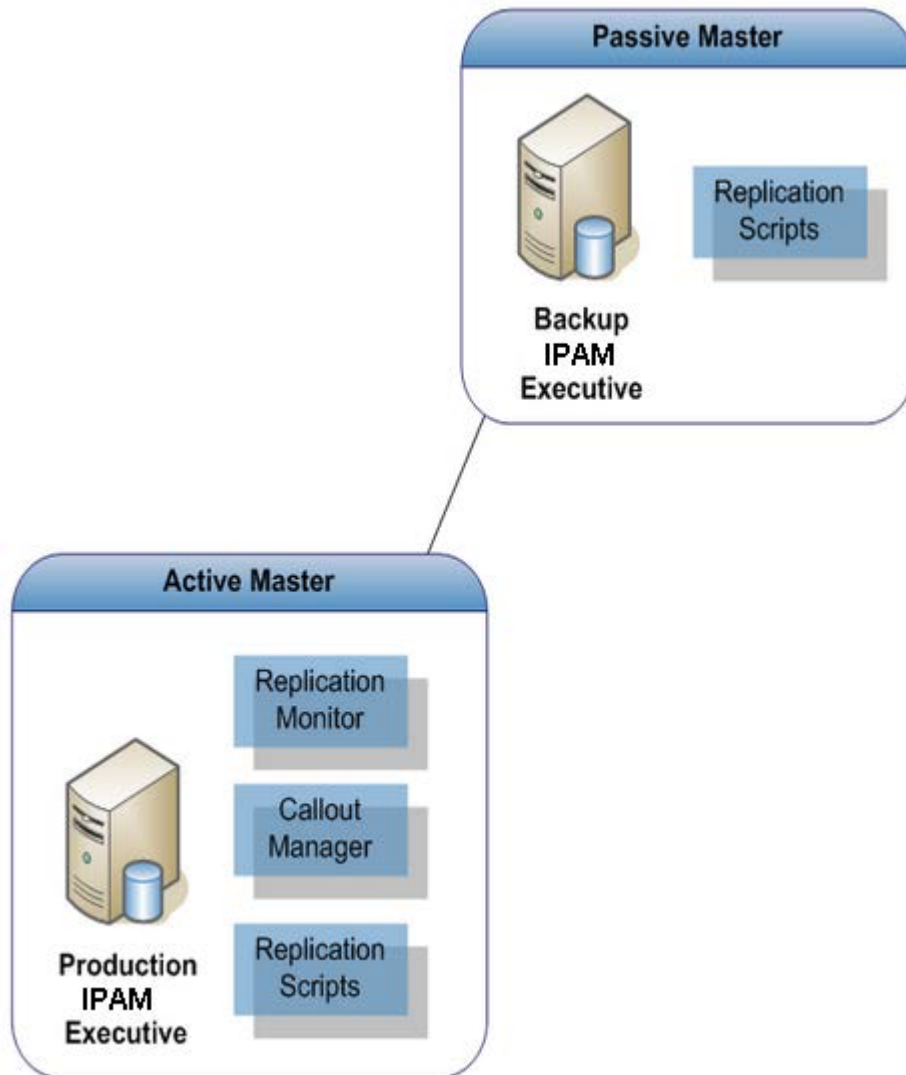 Passive Master
Replication
Scripts
Backup
IPAM
Executive
Active Master
Replication
Monitor
Callout
Manager
Replication
Scripts
Production
IPAM
Executive